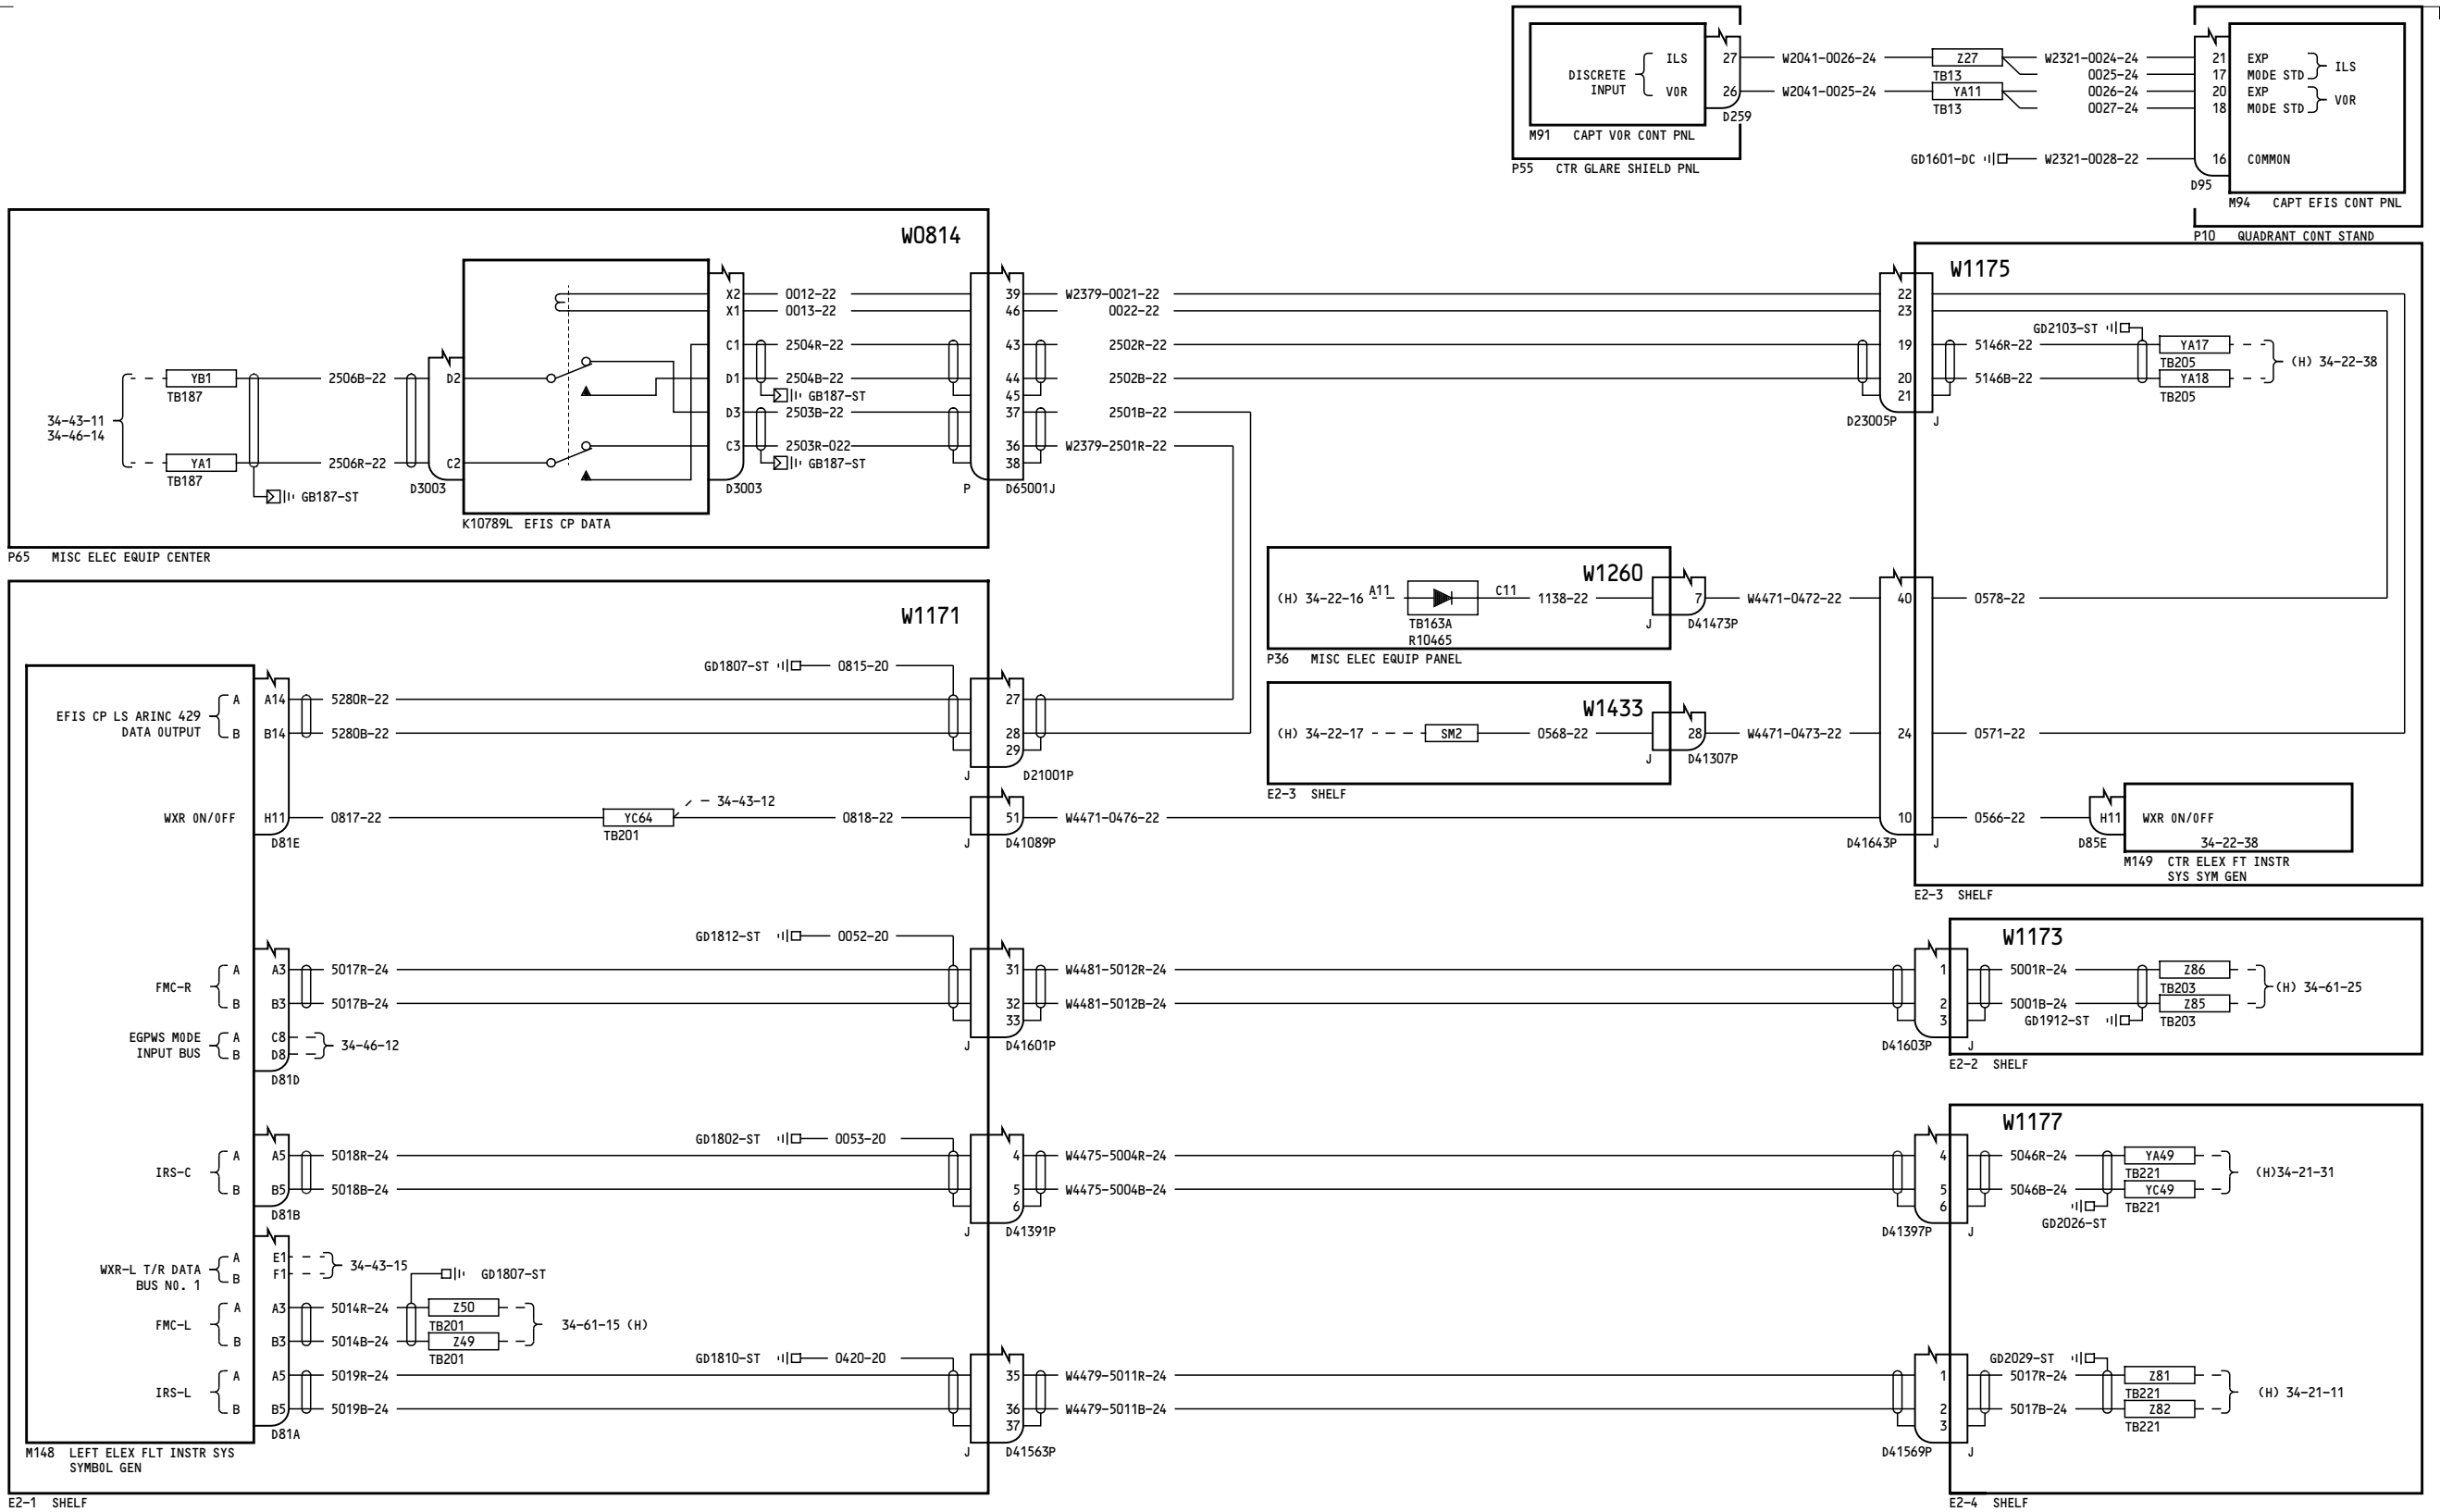 ILS 27 W2041-0026-24 Z27 W2321-0024-24 21 EXP
DISCRETE INPUT TB13 0025-24 17 MODE STD ILS
VOR 26 W2041-0025-24 YA11 0026-24 20 EXP
TB13 0027-24 18 MODE STD VOR
D259
M91 CAPT VOR CONT PNL
P55 CTR GLARE SHIELD PNL
GD1601-DC W2321-0028-22 16 COMMON
D95
M94 CAPT EFIS CONT PNL
P10 QUADRANT CONT STAND
W0814
X2 0012-22 39 W2379-0021-22 22
X1 0013-22 46 0022-22 23
C1 2504R-22 43 2502R-22 19
D1 2504B-22 44 2502B-22 20
GB187-ST 45 21
D3 2503B-22 37 2501B-22
C3 2503R-022 36 W2379-2501R-22
GB187-ST 38
D3003 P D65001J
34-43-11
34-46-14
YB1 2506B-22 D2
TB187
YA1 2506R-22 C2
TB187
GB187-ST
D3003
K10789L EFIS CP DATA
P65 MISC ELEC EQUIP CENTER
W1175
GD2103-ST
5146R-22 YA17
TB205
5146B-22 YA18
TB205
(H) 34-22-38
D23005P J
W1260
(H) 34-22-16 A11 C11 1138-22 7 W4471-0472-22 40 0578-22
TB163A
R10465
J D41473P
P36 MISC ELEC EQUIP PANEL
W1433
(H) 34-22-17 SM2 0568-22 28 W4471-0473-22 24 0571-22
J D41307P
E2-3 SHELF
W1171
GD1807-ST 0815-20
EFIS CP LS ARINC 429
DATA OUTPUT
A A14 5280R-22 27
B B14 5280B-22 28
29
J D21001P
34-43-12
WXR ON/OFF H11 0817-22 YC64 0818-22 51 W4471-0476-22 10 0566-22 H11 WXR ON/OFF
D81E TB201 J D41089P D41643P J D85E 34-22-38
M149 CTR ELEX FT INSTR
SYS SYM GEN
E2-3 SHELF
GD1812-ST 0052-20
W1173
FMC-R
A A3 5017R-24 31 W4481-5012R-24 1 5001R-24 Z86
TB203
B B3 5017B-24 32 W4481-5012B-24 2 5001B-24 Z85
33 3 GD1912-ST TB203
(H) 34-61-25
EGPWS MODE
INPUT BUS
A C8
B D8
34-46-12
D81D J D41601P D41603P J
E2-2 SHELF
W1177
GD1802-ST 0053-20
IRS-C
A A5 5018R-24 4 W4475-5004R-24 4 5046R-24 YA49
TB221
B B5 5018B-24 5 W4475-5004B-24 5 5046B-24 YC49
6 6 TB221
GD2026-ST
(H)34-21-31
D81B J D41391P D41397P J
WXR-L T/R DATA
BUS NO. 1
A E1
B F1
34-43-15
GD1807-ST
FMC-L
A A3 5014R-24 Z50
TB201
B B3 5014B-24 Z49
TB201
34-61-15 (H)
GD1810-ST 0420-20 GD2029-ST
IRS-L
A A5 5019R-24 35 W4479-5011R-24 1 5017R-24 Z81
TB221
B B5 5019B-24 36 W4479-5011B-24 2 5017B-24 Z82
37 3 TB221
(H) 34-21-11
D81A J D41563P D41569P J
M148 LEFT ELEX FLT INSTR SYS
SYMBOL GEN
E2-1 SHELF
E2-4 SHELF